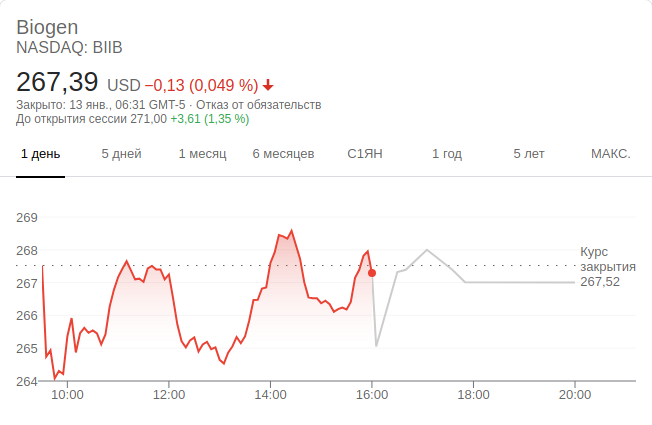 Biogen
NASDAQ: BIIB
267,39 USD −0,13 (0,049 %)
Закрыто: 13 янв., 06:31 GMT-5 · Отказ от обязательств
До открытия сессии 271,00 +3,61 (1,35 %)
1 день 5 дней 1 месяц 6 месяцев С1ЯН 1 год 5 лет МАКС.
269
268
267
266
265
264
Курс
закрытия
267,52
10:00 12:00 14:00 16:00 18:00 20:00